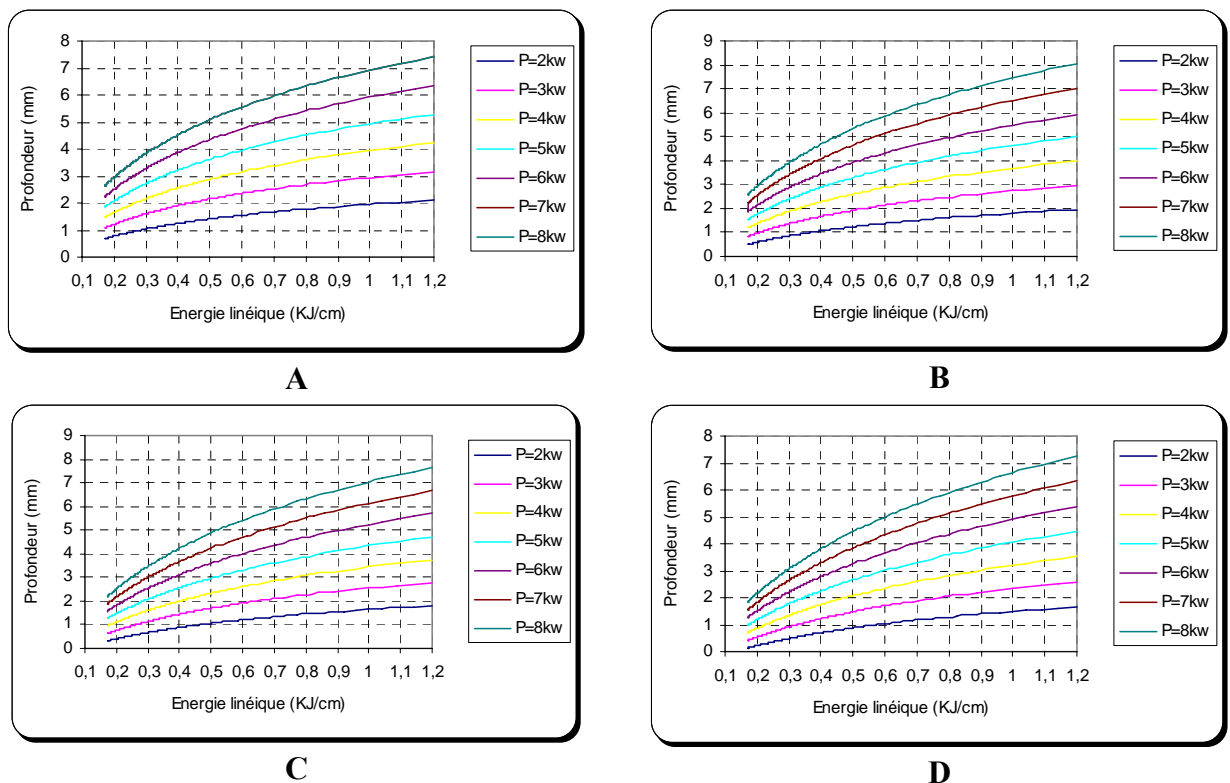 8
7
6
5
4
3
2
1
0
Profondeur (mm)
0,1 0,2 0,3 0,4 0,5 0,6 0,7 0,8 0,9 1 1,1 1,2
Energie linéique (KJ/cm)
P=2kw
P=3kw
P=4kw
P=5kw
P=6kw
P=7kw
P=8kw
A
9
8
7
6
5
4
3
2
1
0
Profondeur (mm)
0,1 0,2 0,3 0,4 0,5 0,6 0,7 0,8 0,9 1 1,1 1,2
Energie linéique (KJ/cm)
P=2kw
P=3kw
P=4kw
P=5kw
P=6kw
P=7kw
P=8kw
B
9
8
7
6
5
4
3
2
1
0
Profondeur (mm)
0,1 0,2 0,3 0,4 0,5 0,6 0,7 0,8 0,9 1 1,1 1,2
Energie linéique (KJ/cm)
P=2kw
P=3kw
P=4kw
P=5kw
P=6kw
P=7kw
P=8kw
C
8
7
6
5
4
3
2
1
0
Profondeur (mm)
0,1 0,2 0,3 0,4 0,5 0,6 0,7 0,8 0,9 1 1,1 1,2
Energie linéique (KJ/cm)
P=2kw
P=3kw
P=4kw
P=5kw
P=6kw
P=7kw
P=8kw
D